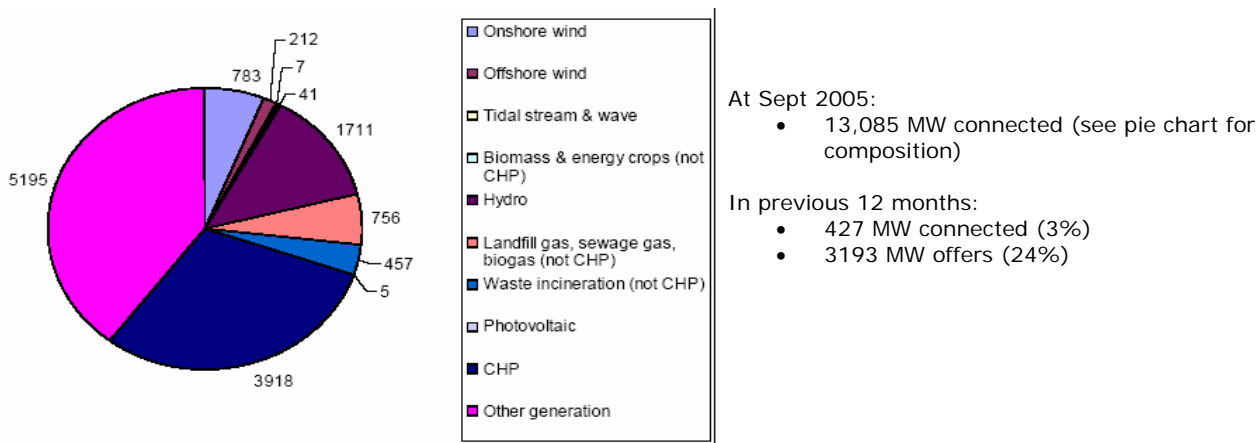 783
212
7
41
1711
756
457
5
3918
5195
Onshore wind
Offshore wind
Tidal stream & wave
Biomass & energy crops (not
CHP)
Hydro
Landfill gas, sewage gas,
biogas (not CHP)
Waste incineration (not CHP)
Photovoltaic
CHP
Other generation
At Sept 2005:
• 13,085 MW connected (see pie chart for
composition)
In previous 12 months:
• 427 MW connected (3%)
• 3193 MW offers (24%)